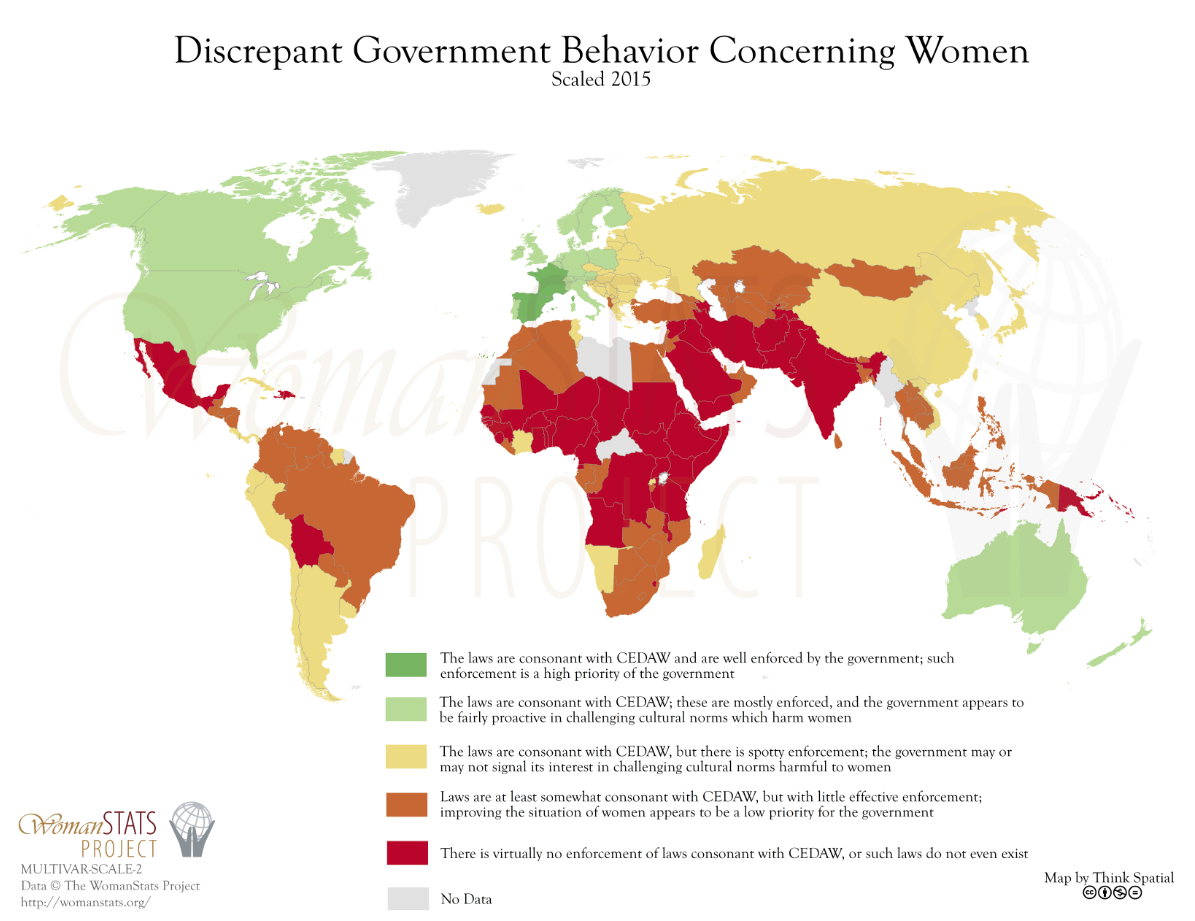 Discrepant Government Behavior Concerning Women
Scaled 2015
WomanSTATS
PROJECT
The laws are consonant with CEDAW and are well enforced by the government; such
enforcement is a high priority of the government
The laws are consonant with CEDAW; these are mostly enforced, and the government appears to
be fairly proactive in challenging cultural norms which harm women
The laws are consonant with CEDAW, but there is spotty enforcement; the government may or
may not signal its interest in challenging cultural norms harmful to women
Laws are at least somewhat consonant with CEDAW, but with little effective enforcement;
improving the situation of women appears to be a low priority for the government
There is virtually no enforcement of laws consonant with CEDAW, or such laws do not even exist
No Data
WomanSTATS
PROJECT
MULTIVAR-SCALE-2
Data © The WomanStats Project
http://womanstats.org/
Map by Think Spatial